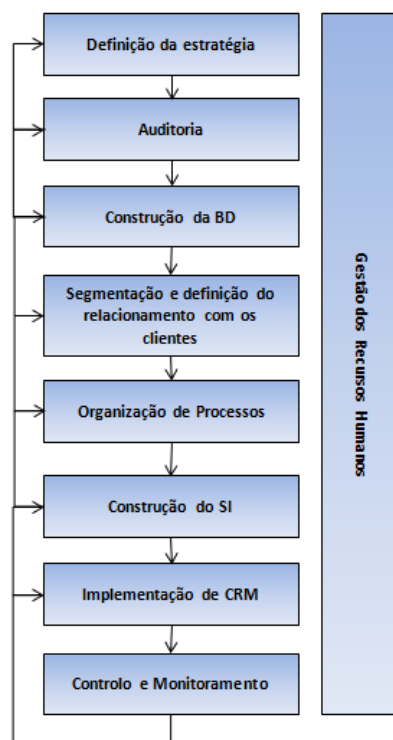 Definição da estratégia
Auditoria
Construção da BD
Segmentação e definição do
relacionamento com os
clientes
Organização de Processos
Construção do SI
Implementação de CRM
Controlo e Monitoramento
Gestão dos Recursos Humanos